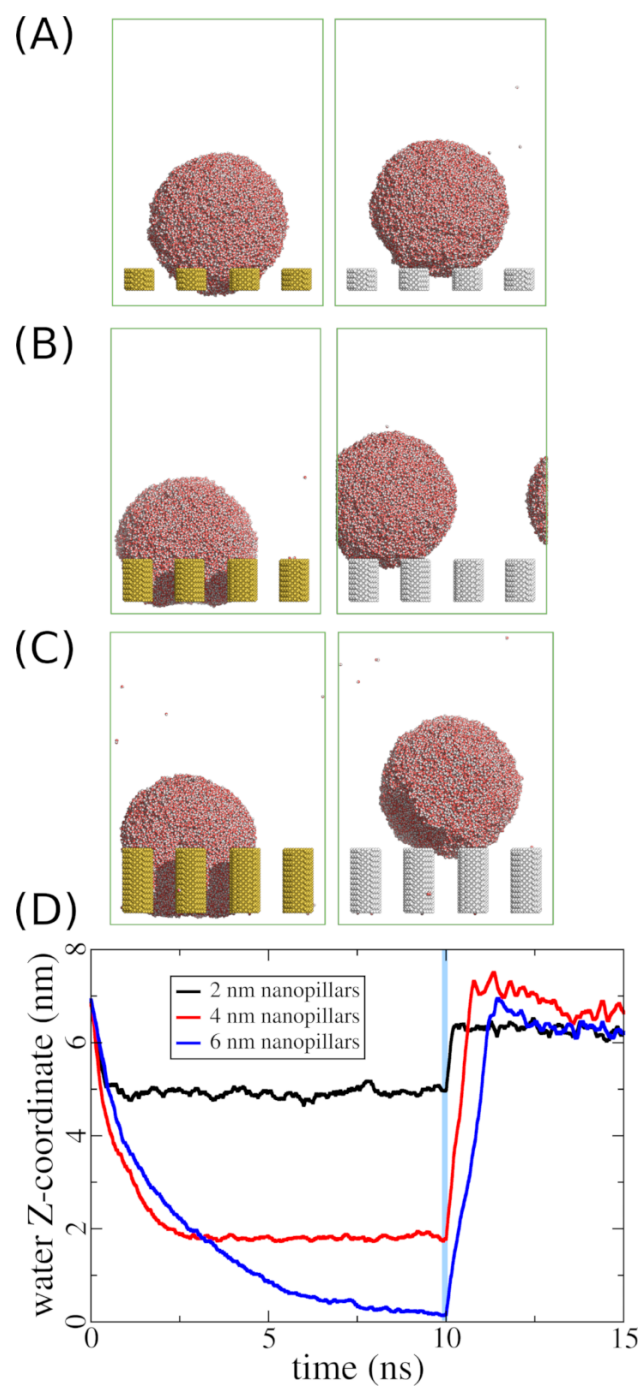 (A)
(B)
(C)
(D)
8
6
4
2
0
water Z-coordinate (nm)
2 nm nanopillars
4 nm nanopillars
6 nm nanopillars
0 5 10 15
time (ns)